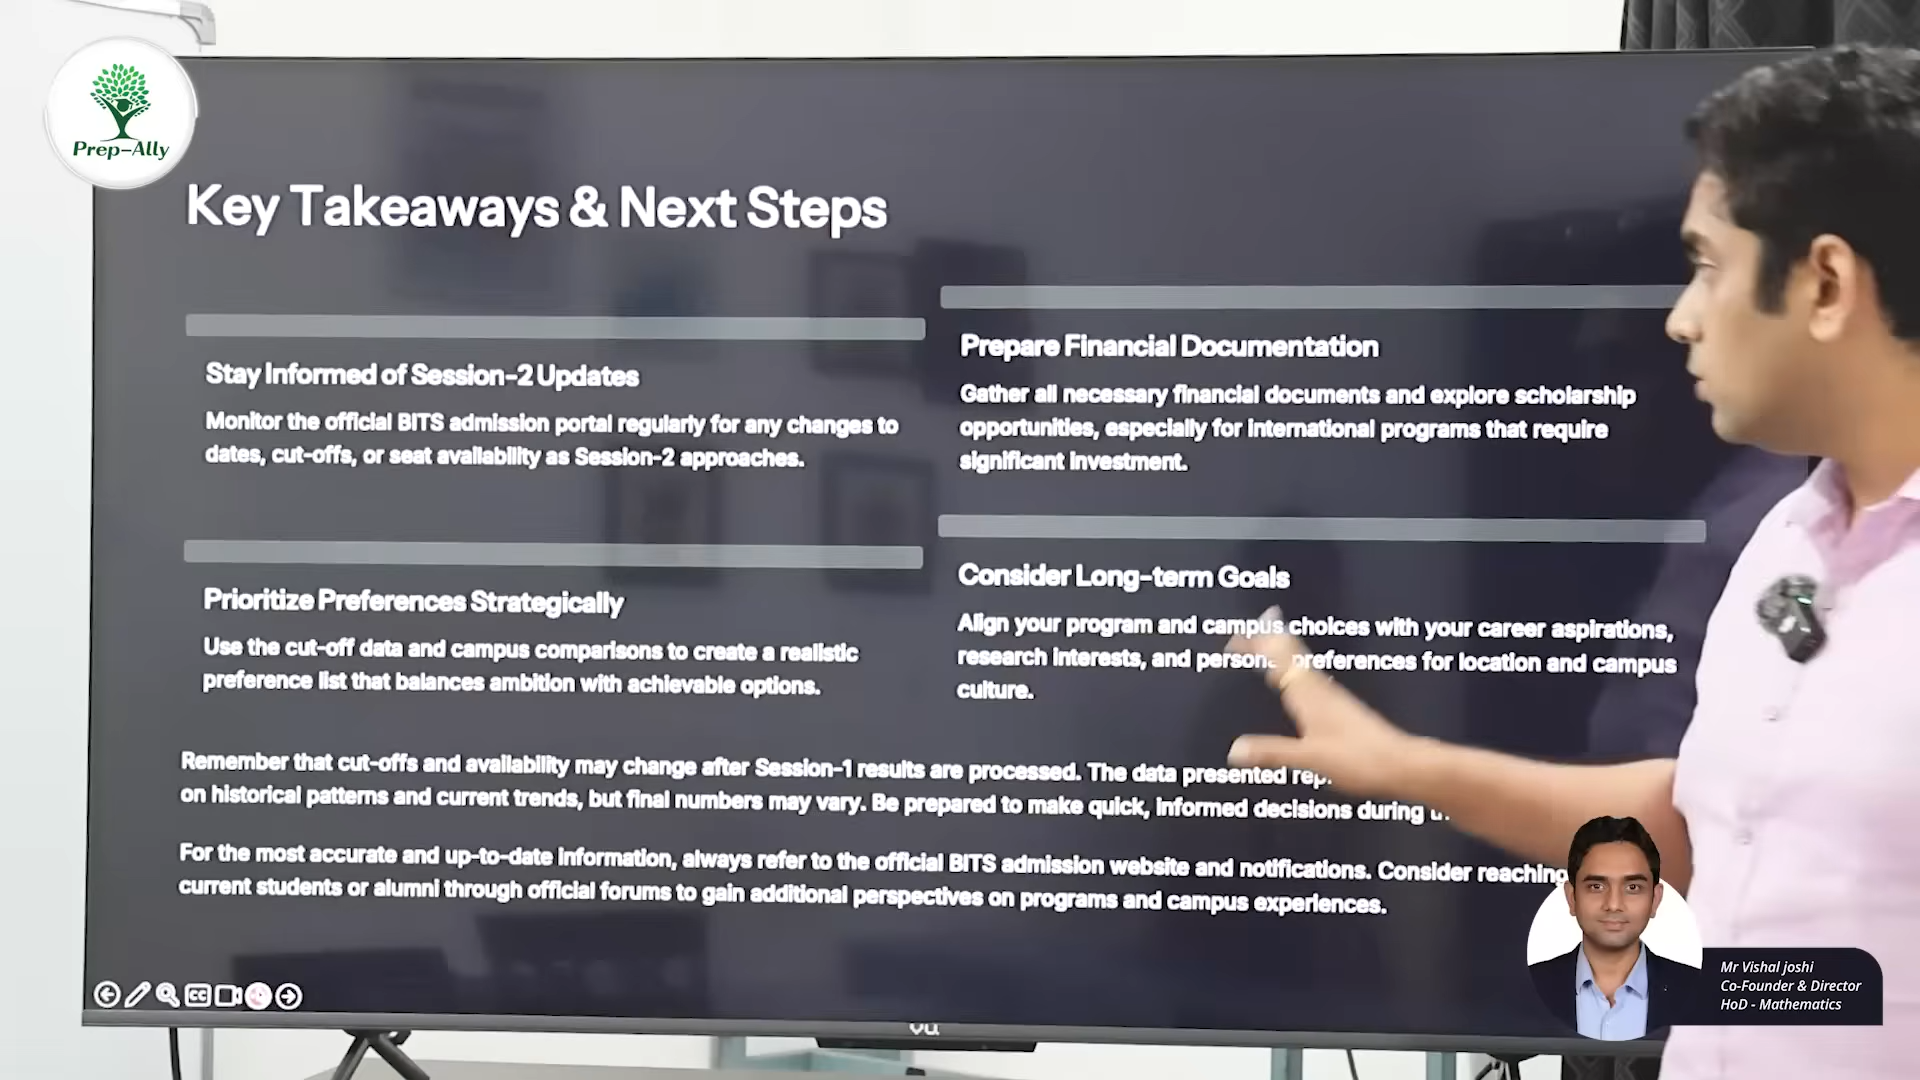 Prep-Ally
Key Takeaways & Next Steps
Stay Informed of Session-2 Updates
Monitor the official BITS admission portal regularly for any changes to
dates, cut-offs, or seat availability as Session-2 approaches.
Prepare Financial Documentation
Gather all necessary financial documents and explore scholarship
opportunities, especially for international programs that require
significant investment.
Prioritize Preferences Strategically
Use the cut-off data and campus comparisons to create a realistic
preference list that balances ambition with achievable options.
Consider Long-term Goals
Align your program and campus choices with your career aspirations,
research interests, and preferences for location and campus
culture.
Remember that cut-offs and availability may change after Session-1 results are processed. The data presented
on historical patterns and current trends, but final numbers may vary. Be prepared to make quick, informed decisions during
For the most accurate and up-to-date information, always refer to the official BITS admission website and notifications. Consider reaching
current students or alumni through official forums to gain additional perspectives on programs and campus experiences.
CC
Mr Vishal joshi
Co-Founder & Director
HoD - Mathematics